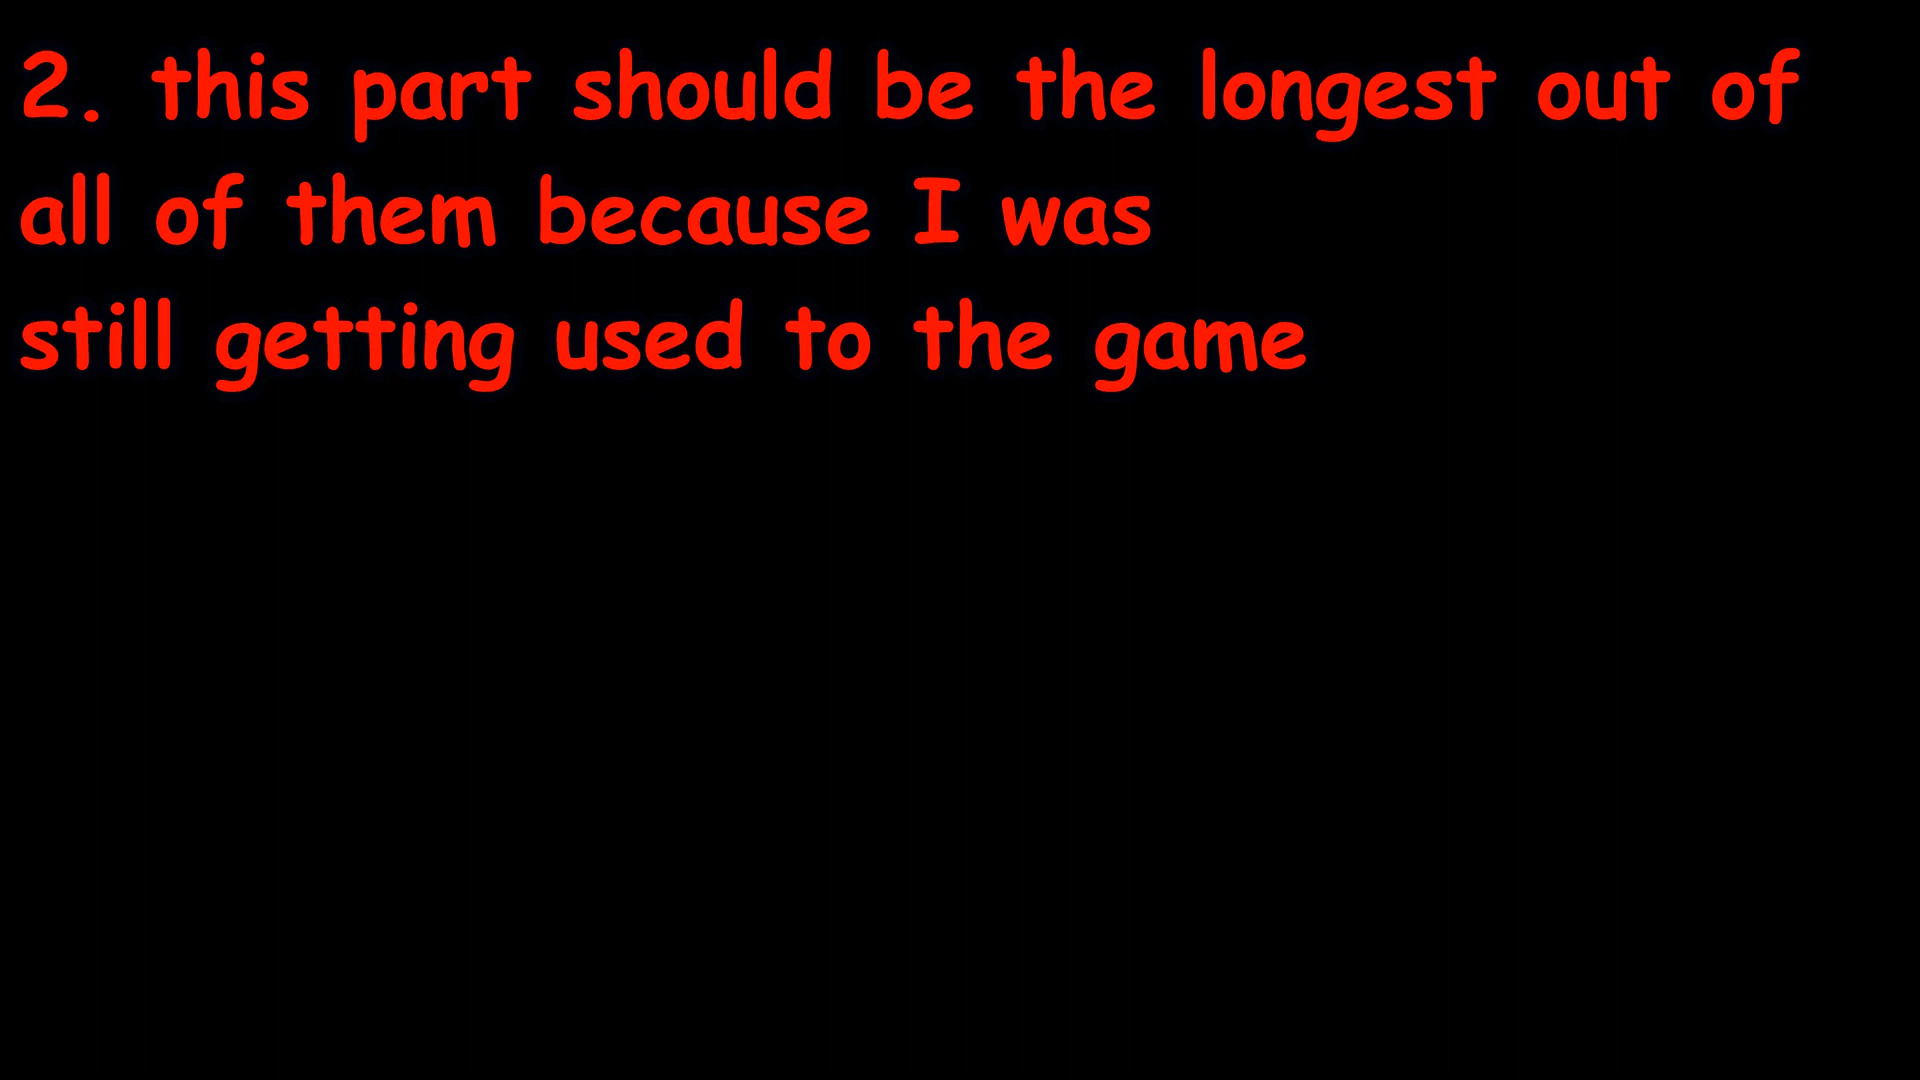 2. this part should be the longest out of
all of them because I was
still getting used to the game